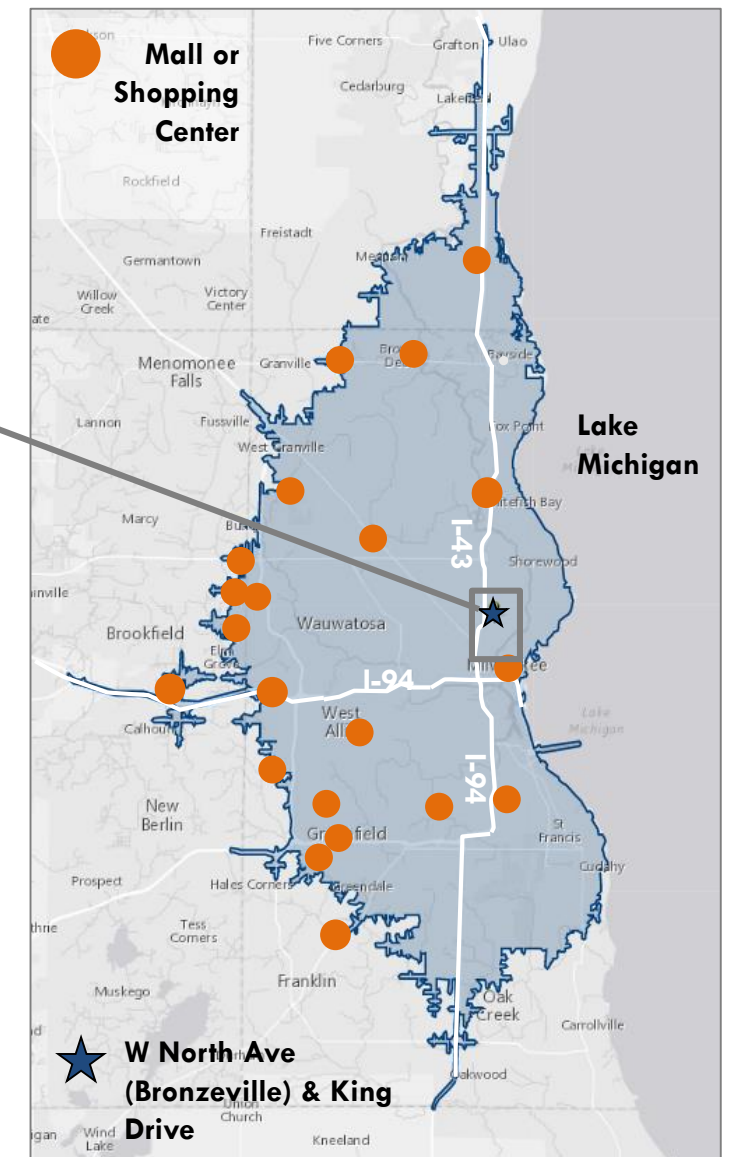 Mall or
Shopping
Center
Five Corners
Grafton
Ulao
Cedarburg
Rockfield
Freistadt
Germantown
Willow
Creek
Victory
Center
Menomonee
Falls
Granville
Bayside
Lannon
Fussville
Fox Point
West Granville
Lake
Michigan
Marcy
I-43
Shorewood
Wauwatosa
Brookfield
I-94
West
Lake
Michigan
I-94
New
Berlin
St
Francis
Cudahy
Prospect
Hales Corners
Greendale
Tess
Corners
Franklin
Muskego
Oak
Creek
Carrollville
W North Ave
(Bronzeville) & King
Drive
Oakwood
Union
Church
Wind
Lake
Kneeland